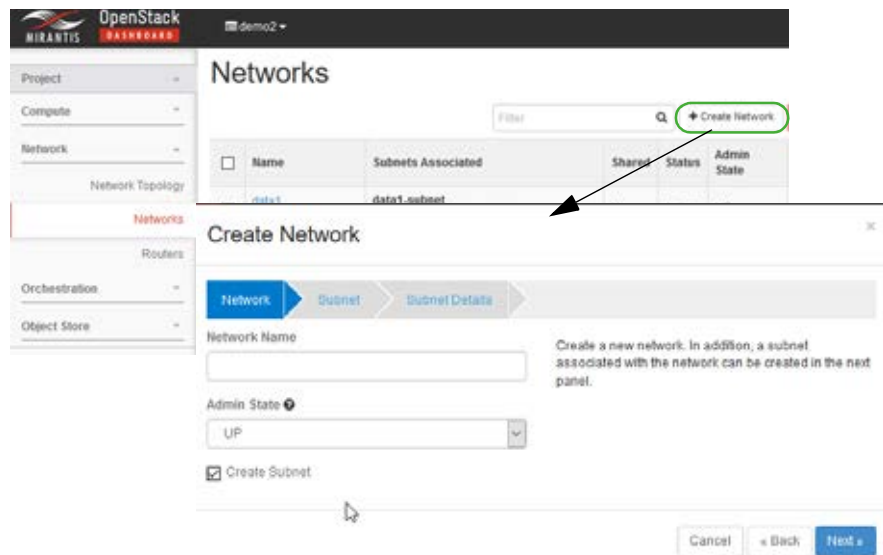 MIRANTIS
OpenStack
DASHBOARD
demo2
Project
Compute
Network
Network Topology
Networks
Routers
Orchestration
Object Store
Networks
Filter
Create Network
Name
Subnets Associated
Shared
Status
Admin State
data1
data1-subnet
Create Network
×
Network
Subnet
Subnet Details
Network Name
Create a new network. In addition, a subnet
associated with the network can be created in the next
panel.
Admin State
UP
Create Subnet
Cancel
« Back
Next »